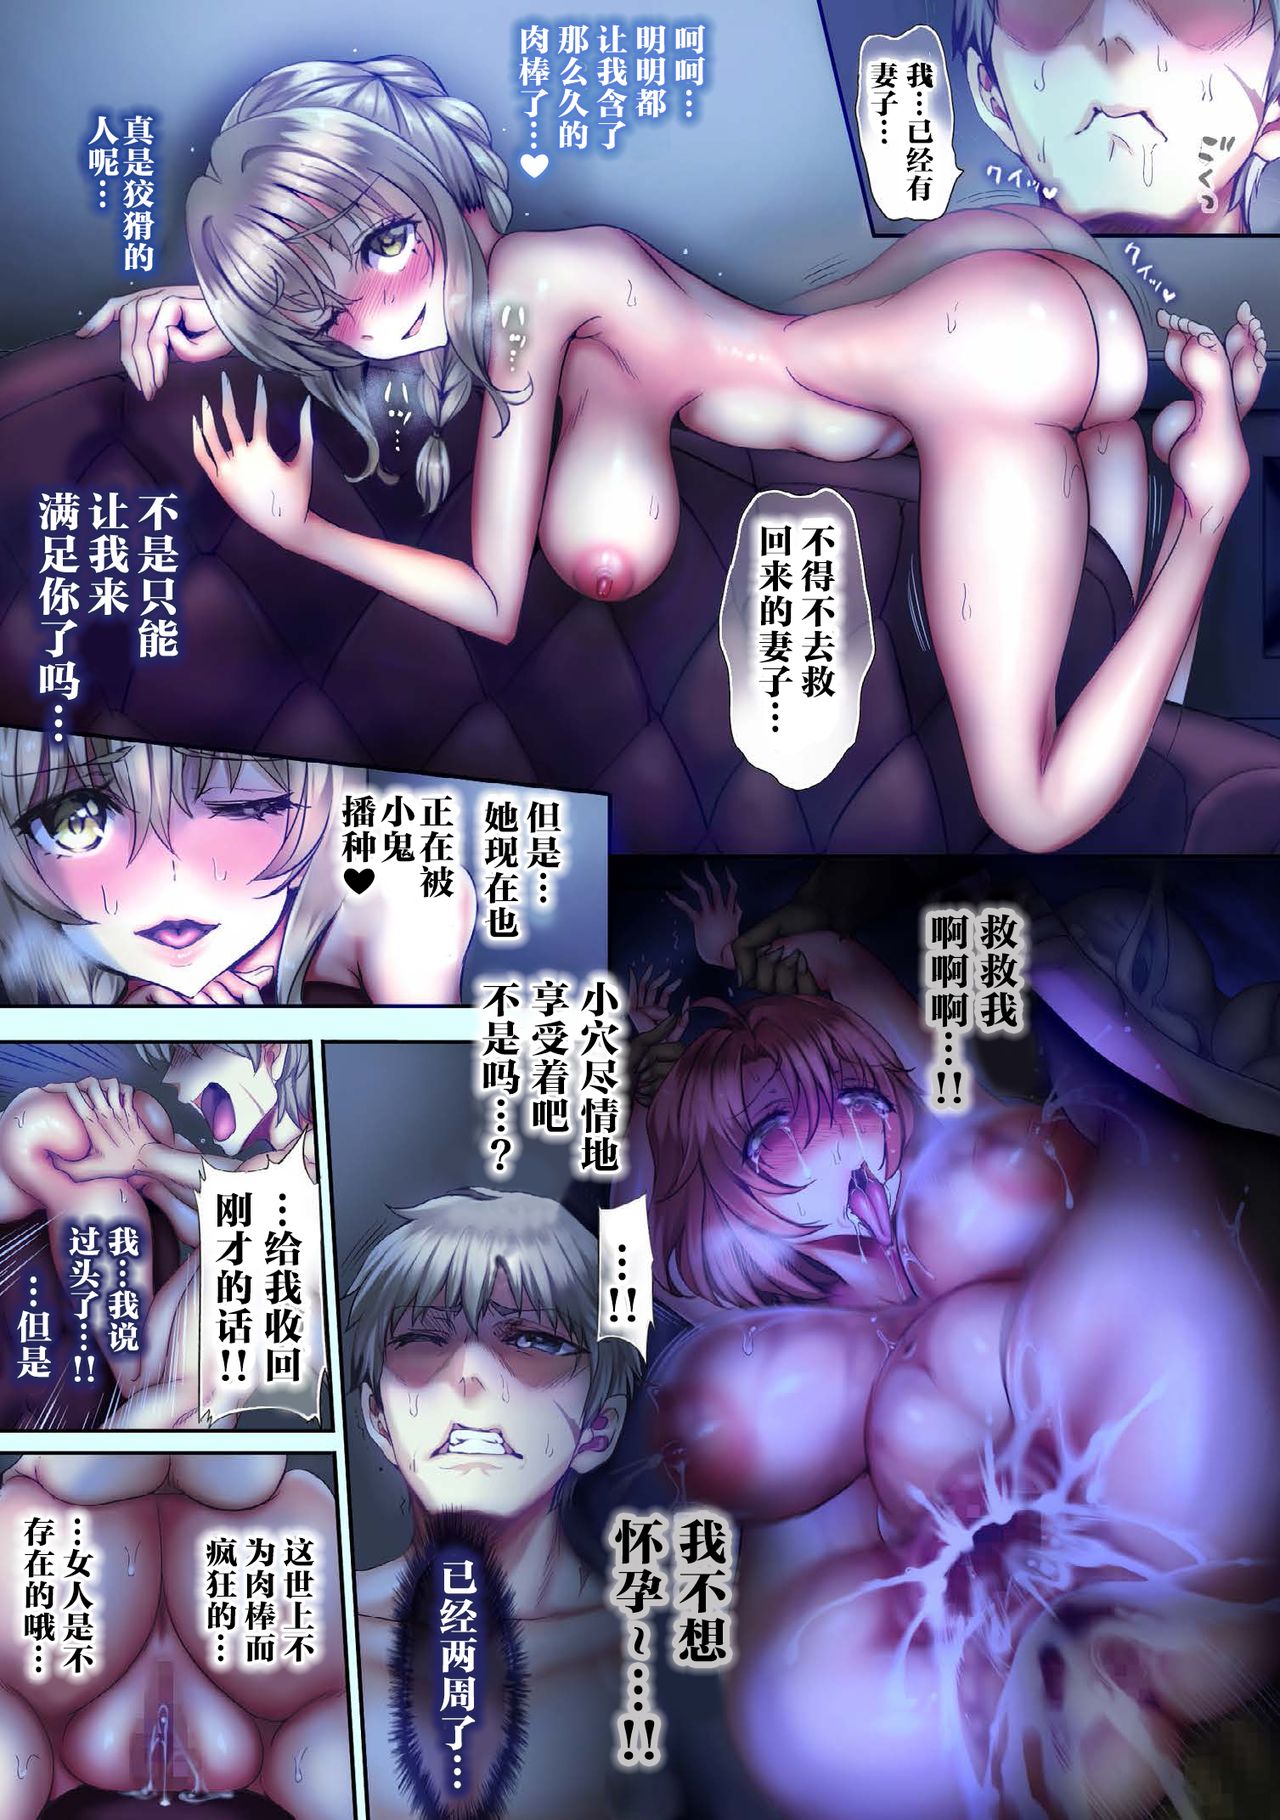 我…已经有
妻子…
ごくっ
クイッ♥
クイッ♥
呵呵…
明明都
让我含了
那么久的
肉棒了…♥
真是狡猾的
人呢…
ハッ…
ハッ…
不得不去救
回来的妻子…
不是只能
让我来
满足你了吗…
但是…
她现在也
正在被
小鬼
播种♥
救救我
啊啊啊…!!
小穴尽情地
享受着吧
不是吗…?
…!!
我不想
怀孕~…!!
已经两周了…
…给我收回
刚才的话!!
我…我说
过头了…!!
…但是
这世上不
为肉棒而
疯狂的…
…女人是不
存在的哦…